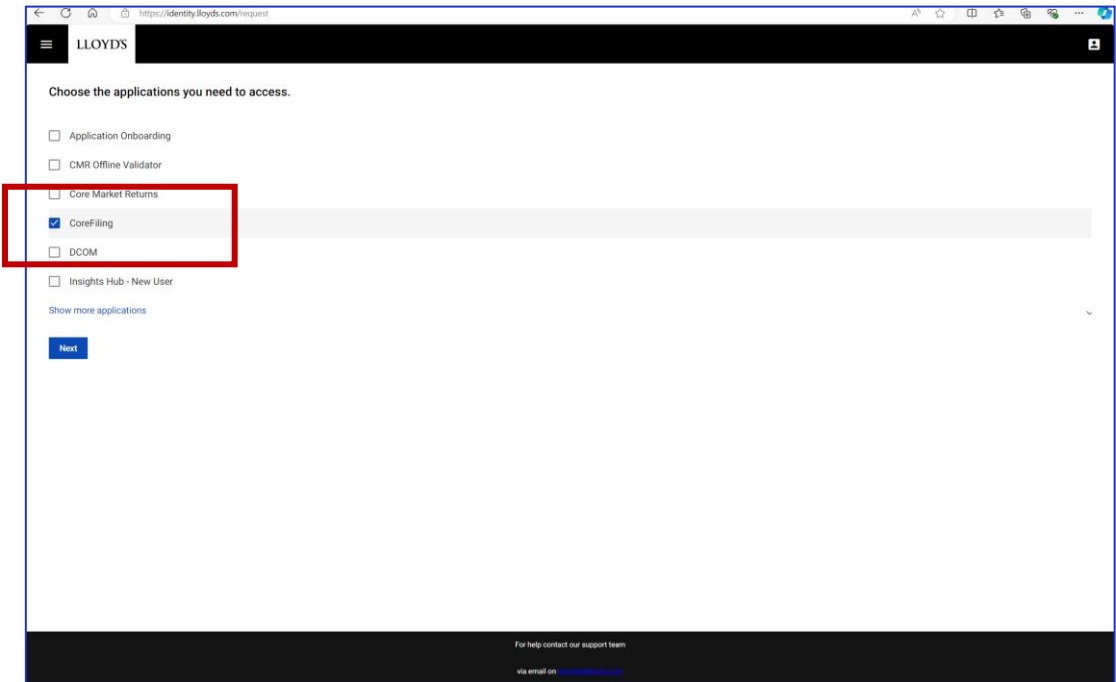 https://identity.lloyds.com/request
LLOYD'S
Choose the applications you need to access.
Application Onboarding
CMR Offline Validator
Core Market Returns
CoreFiling
DCOM
Insights Hub - New User
Show more applications
Next
For help contact our support team
via email on